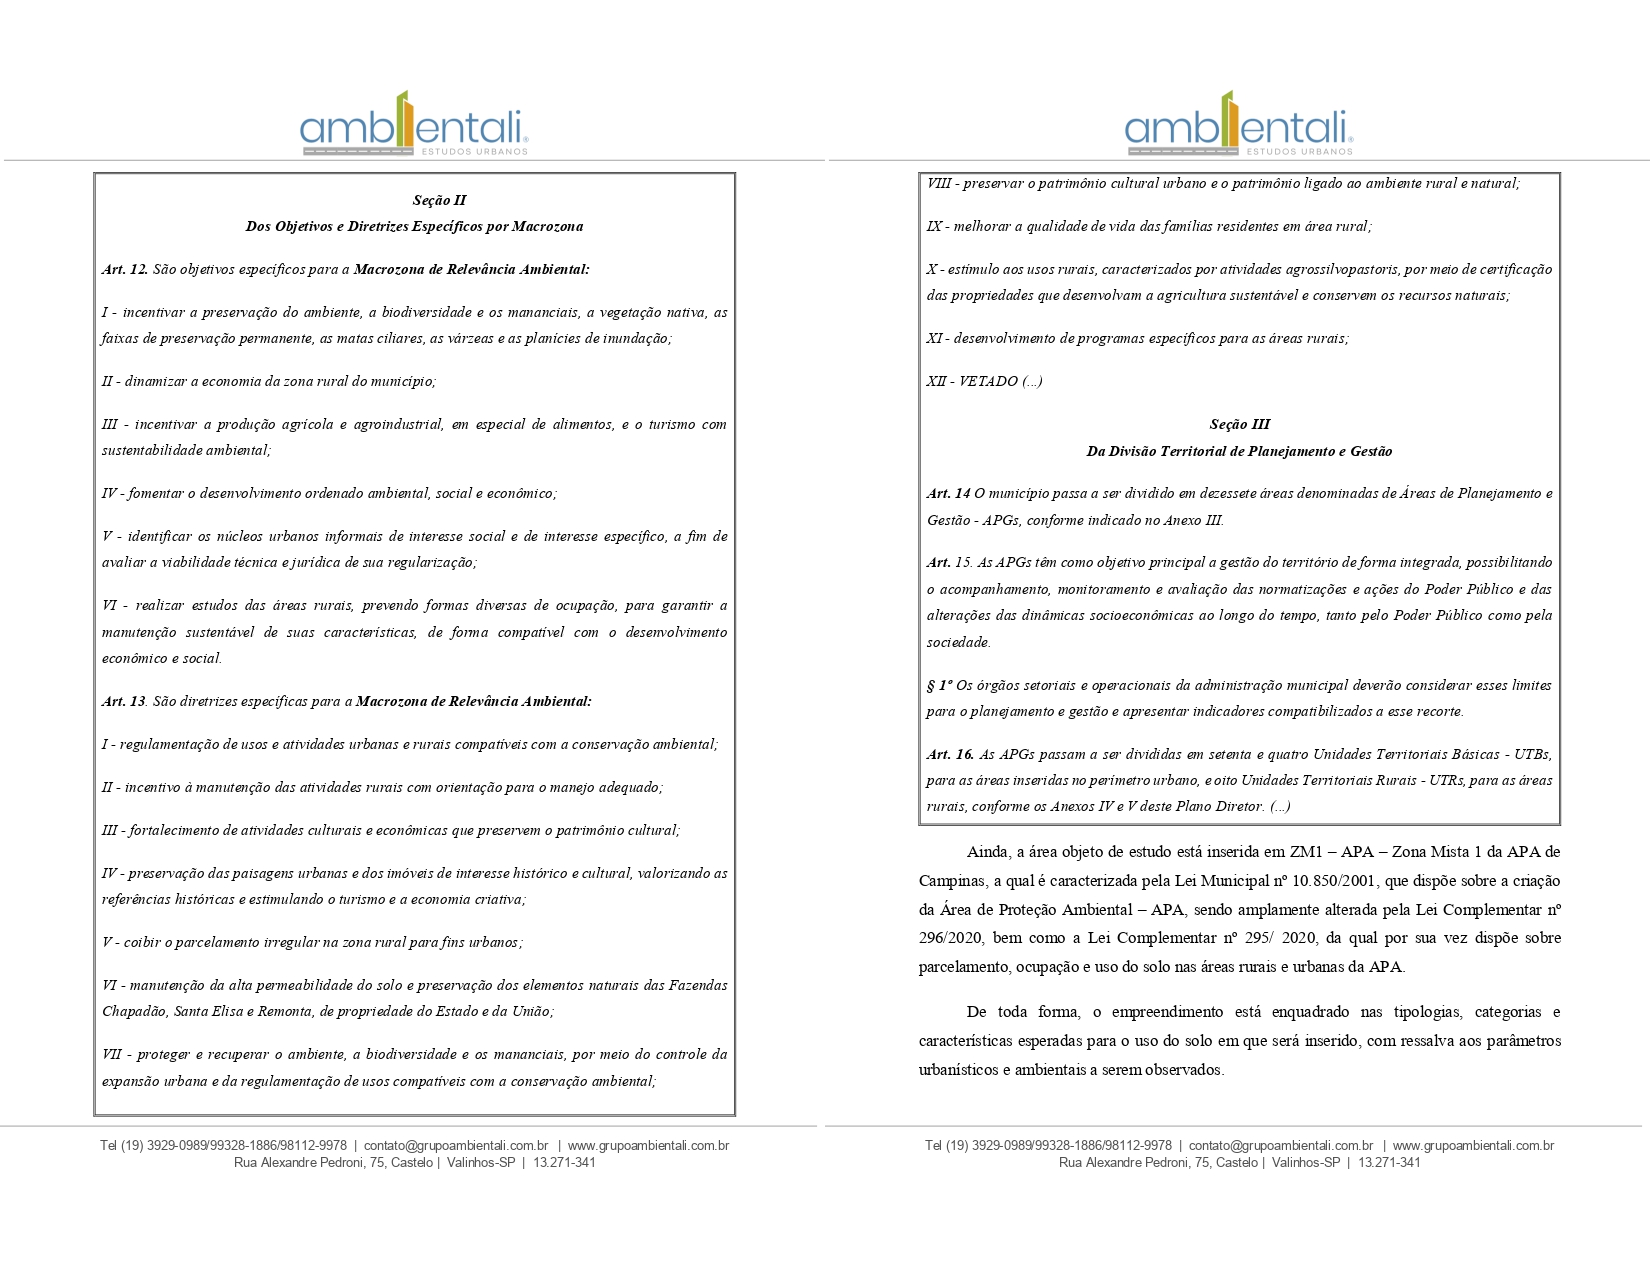 ambientali®
ESTUDOS URBANOS
Seção II
Dos Objetivos e Diretrizes Específicos por Macrozona
Art. 12. São objetivos específicos para a Macrozona de Relevância Ambiental:
I - incentivar a preservação do ambiente, a biodiversidade e os mananciais, a vegetação nativa, as
faixas de preservação permanente, as matas ciliares, as várzeas e as planícies de inundação;
II - dinamizar a economia da zona rural do município;
III - incentivar a produção agrícola e agroindustrial, em especial de alimentos, e o turismo com
sustentabilidade ambiental;
IV - fomentar o desenvolvimento ordenado ambiental, social e econômico;
V - identificar os núcleos urbanos informais de interesse social e de interesse específico, a fim de
avaliar a viabilidade técnica e jurídica de sua regularização;
VI - realizar estudos das áreas rurais, prevendo formas diversas de ocupação, para garantir a
manutenção sustentável de suas características, de forma compatível com o desenvolvimento
econômico e social.
Art. 13. São diretrizes específicas para a Macrozona de Relevância Ambiental:
I - regulamentação de usos e atividades urbanas e rurais compatíveis com a conservação ambiental;
II - incentivo à manutenção das atividades rurais com orientação para o manejo adequado;
III - fortalecimento de atividades culturais e econômicas que preservem o patrimônio cultural;
IV - preservação das paisagens urbanas e dos imóveis de interesse histórico e cultural, valorizando as
referências históricas e estimulando o turismo e a economia criativa;
V - coibir o parcelamento irregular na zona rural para fins urbanos;
VI - manutenção da alta permeabilidade do solo e preservação dos elementos naturais das Fazendas
Chapadão, Santa Elisa e Remonta, de propriedade do Estado e da União;
VII - proteger e recuperar o ambiente, a biodiversidade e os mananciais, por meio do controle da
expansão urbana e da regulamentação de usos compatíveis com a conservação ambiental;
Tel (19) 3929-0989/99328-1886/98112-9978 | contato@grupoambientali.com.br | www.grupoambientali.com.br
Rua Alexandre Pedroni, 75, Castelo | Valinhos-SP | 13.271-341
ambientali®
ESTUDOS URBANOS
VIII - preservar o patrimônio cultural urbano e o patrimônio ligado ao ambiente rural e natural;
IX - melhorar a qualidade de vida das famílias residentes em área rural;
X - estímulo aos usos rurais, caracterizados por atividades agrossilvopastoris, por meio de certificação
das propriedades que desenvolvam a agricultura sustentável e conservem os recursos naturais;
XI - desenvolvimento de programas específicos para as áreas rurais;
XII - VETADO (...)
Seção III
Da Divisão Territorial de Planejamento e Gestão
Art. 14 O município passa a ser dividido em dezessete áreas denominadas de Áreas de Planejamento e
Gestão - APGs, conforme indicado no Anexo III.
Art. 15. As APGs têm como objetivo principal a gestão do território de forma integrada, possibilitando
o acompanhamento, monitoramento e avaliação das normatizações e ações do Poder Público e das
alterações das dinâmicas socioeconômicas ao longo do tempo, tanto pelo Poder Público como pela
sociedade.
§ 1º Os órgãos setoriais e operacionais da administração municipal deverão considerar esses limites
para o planejamento e gestão e apresentar indicadores compatibilizados a esse recorte.
Art. 16. As APGs passam a ser divididas em setenta e quatro Unidades Territoriais Básicas - UTBs,
para as áreas inseridas no perímetro urbano, e oito Unidades Territoriais Rurais - UTRs, para as áreas
rurais, conforme os Anexos IV e V deste Plano Diretor. (...)
Ainda, a área objeto de estudo está inserida em ZM1 – APA – Zona Mista 1 da APA de
Campinas, a qual é caracterizada pela Lei Municipal nº 10.850/2001, que dispõe sobre a criação
da Área de Proteção Ambiental – APA, sendo amplamente alterada pela Lei Complementar nº
296/2020, bem como a Lei Complementar nº 295/ 2020, da qual por sua vez dispõe sobre
parcelamento, ocupação e uso do solo nas áreas rurais e urbanas da APA.
De toda forma, o empreendimento está enquadrado nas tipologias, categorias e
características esperadas para o uso do solo em que será inserido, com ressalva aos parâmetros
urbanísticos e ambientais a serem observados.
Tel (19) 3929-0989/99328-1886/98112-9978 | contato@grupoambientali.com.br | www.grupoambientali.com.br
Rua Alexandre Pedroni, 75, Castelo | Valinhos-SP | 13.271-341